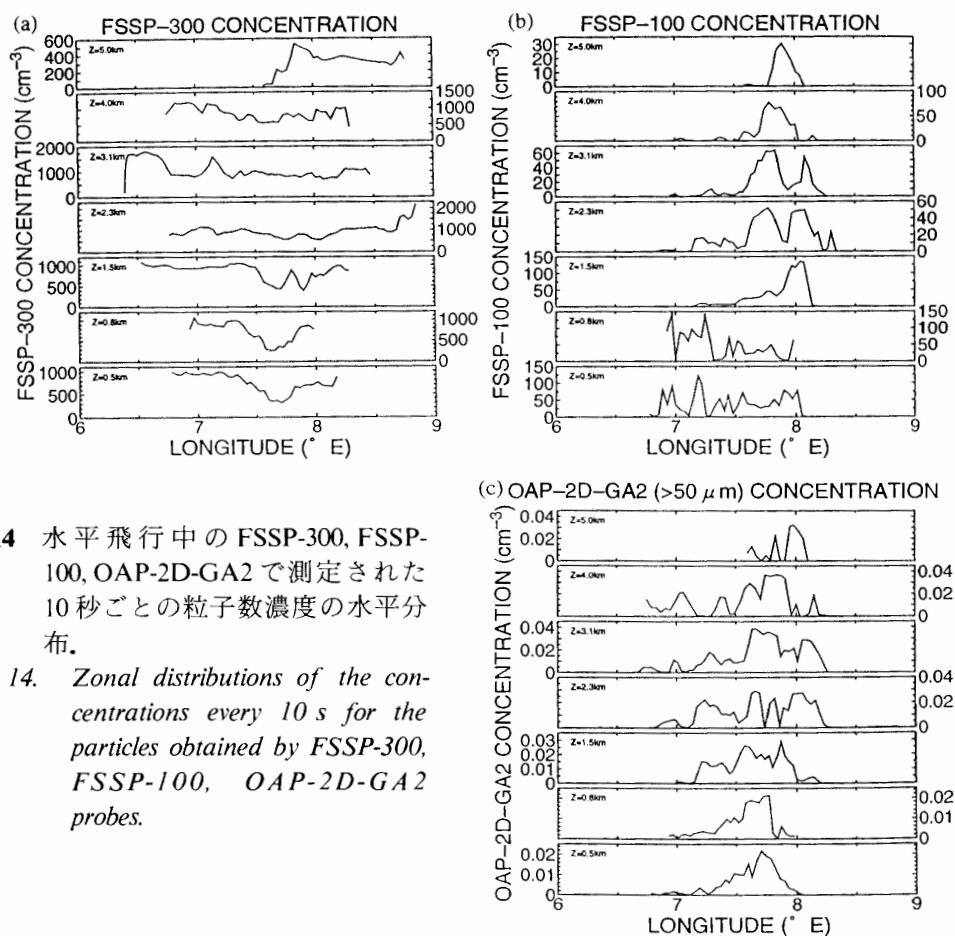 (a) FSSP-300 CONCENTRATION
FSSP-300 CONCENTRATION (cm⁻³)
600
400
200
0
Z=5.0km
1500
1000
500
0
Z=4.0km
2000
1000
0
Z=3.1km
2000
1000
0
Z=2.3km
1000
500
0
Z=1.5km
1000
500
0
Z=0.8km
1000
500
0
Z=0.5km
6 7 8 9
LONGITUDE (° E)
(b) FSSP-100 CONCENTRATION
FSSP-100 CONCENTRATION (cm⁻³)
30
20
10
0
Z=5.0km
100
50
0
Z=4.0km
60
40
20
0
Z=3.1km
60
40
20
0
Z=2.3km
150
100
50
0
Z=1.5km
150
100
50
0
Z=0.8km
150
100
50
0
Z=0.5km
6 7 8 9
LONGITUDE (° E)
(c) OAP-2D-GA2 (>50 μm) CONCENTRATION
OAP-2D-GA2 CONCENTRATION (cm⁻³)
0.04
0.02
0
Z=5.0km
0.04
0.02
0
Z=4.0km
0.04
0.02
0
Z=3.1km
0.04
0.02
0
Z=2.3km
0.03
0.02
0.01
0
Z=1.5km
0.02
0.01
0
Z=0.8km
0.02
0.01
0
Z=0.5km
6 7 8 9
LONGITUDE (° E)
4 水平飛行中の FSSP-300, FSSP-
100, OAP-2D-GA2 で測定された
10 秒ごとの粒子数濃度の水平分
布.
14. Zonal distributions of the con-
centrations every 10 s for the
particles obtained by FSSP-300,
FSSP-100, OAP-2D-GA2
probes.